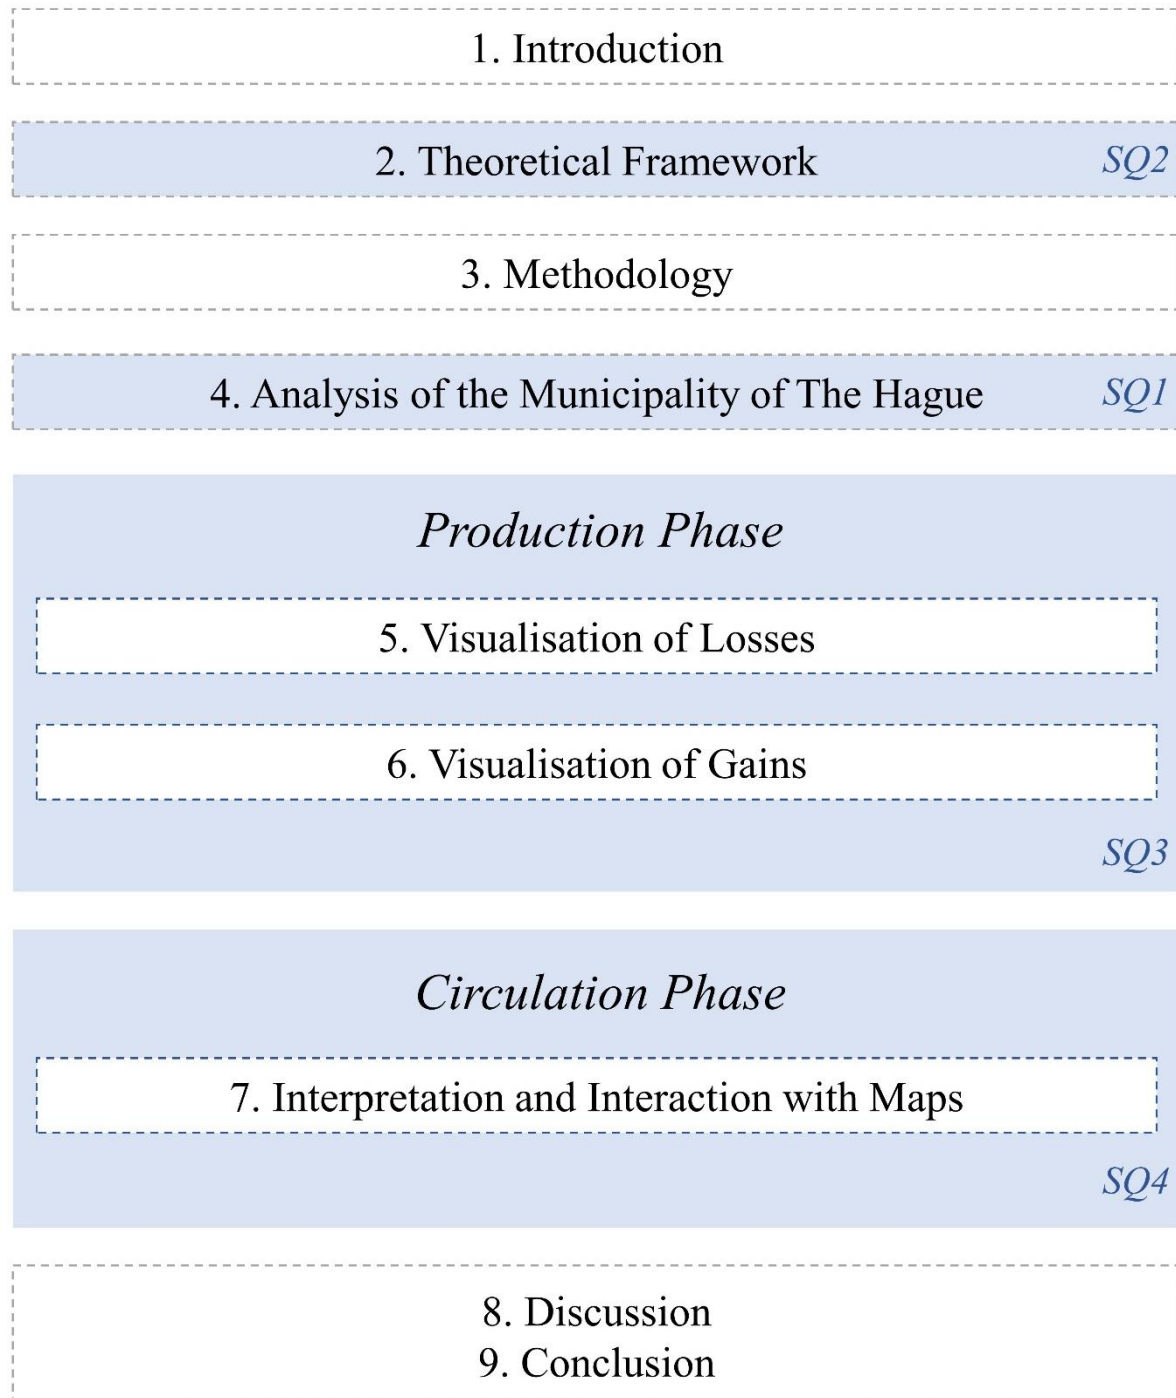 1. Introduction
2. Theoretical Framework SQ2
3. Methodology
4. Analysis of the Municipality of The Hague SQ1
Production Phase
5. Visualisation of Losses
6. Visualisation of Gains
SQ3
Circulation Phase
7. Interpretation and Interaction with Maps
SQ4
8. Discussion
9. Conclusion